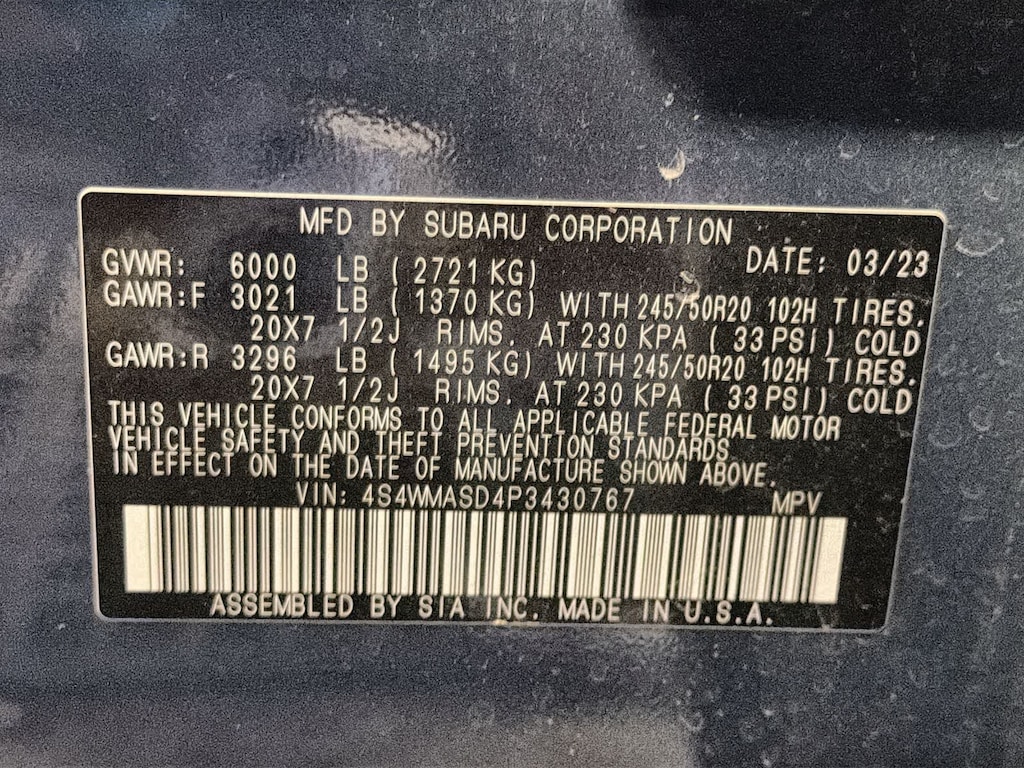 MFD BY SUBARU CORPORATION
GVWR: 6000 LB ( 2721 KG) DATE: 03/23
GAWR:F 3021 LB ( 1370 KG) WITH 245/50R20 102H TIRES.
20X7 1/2J RIMS. AT 230 KPA ( 33 PSI) COLD
GAWR:R 3296 LB ( 1495 KG) WITH 245/50R20 102H TIRES.
20X7 1/2J RIMS. AT 230 KPA ( 33 PSI) COLD
THIS VEHICLE CONFORMS TO ALL APPLICABLE FEDERAL MOTOR
VEHICLE SAFETY AND THEFT PREVENTION STANDARDS
IN EFFECT ON THE DATE OF MANUFACTURE SHOWN ABOVE.
VIN: 4S4WMASD4P3430767 MPV
ASSEMBLED BY SIA INC. MADE IN U.S.A.